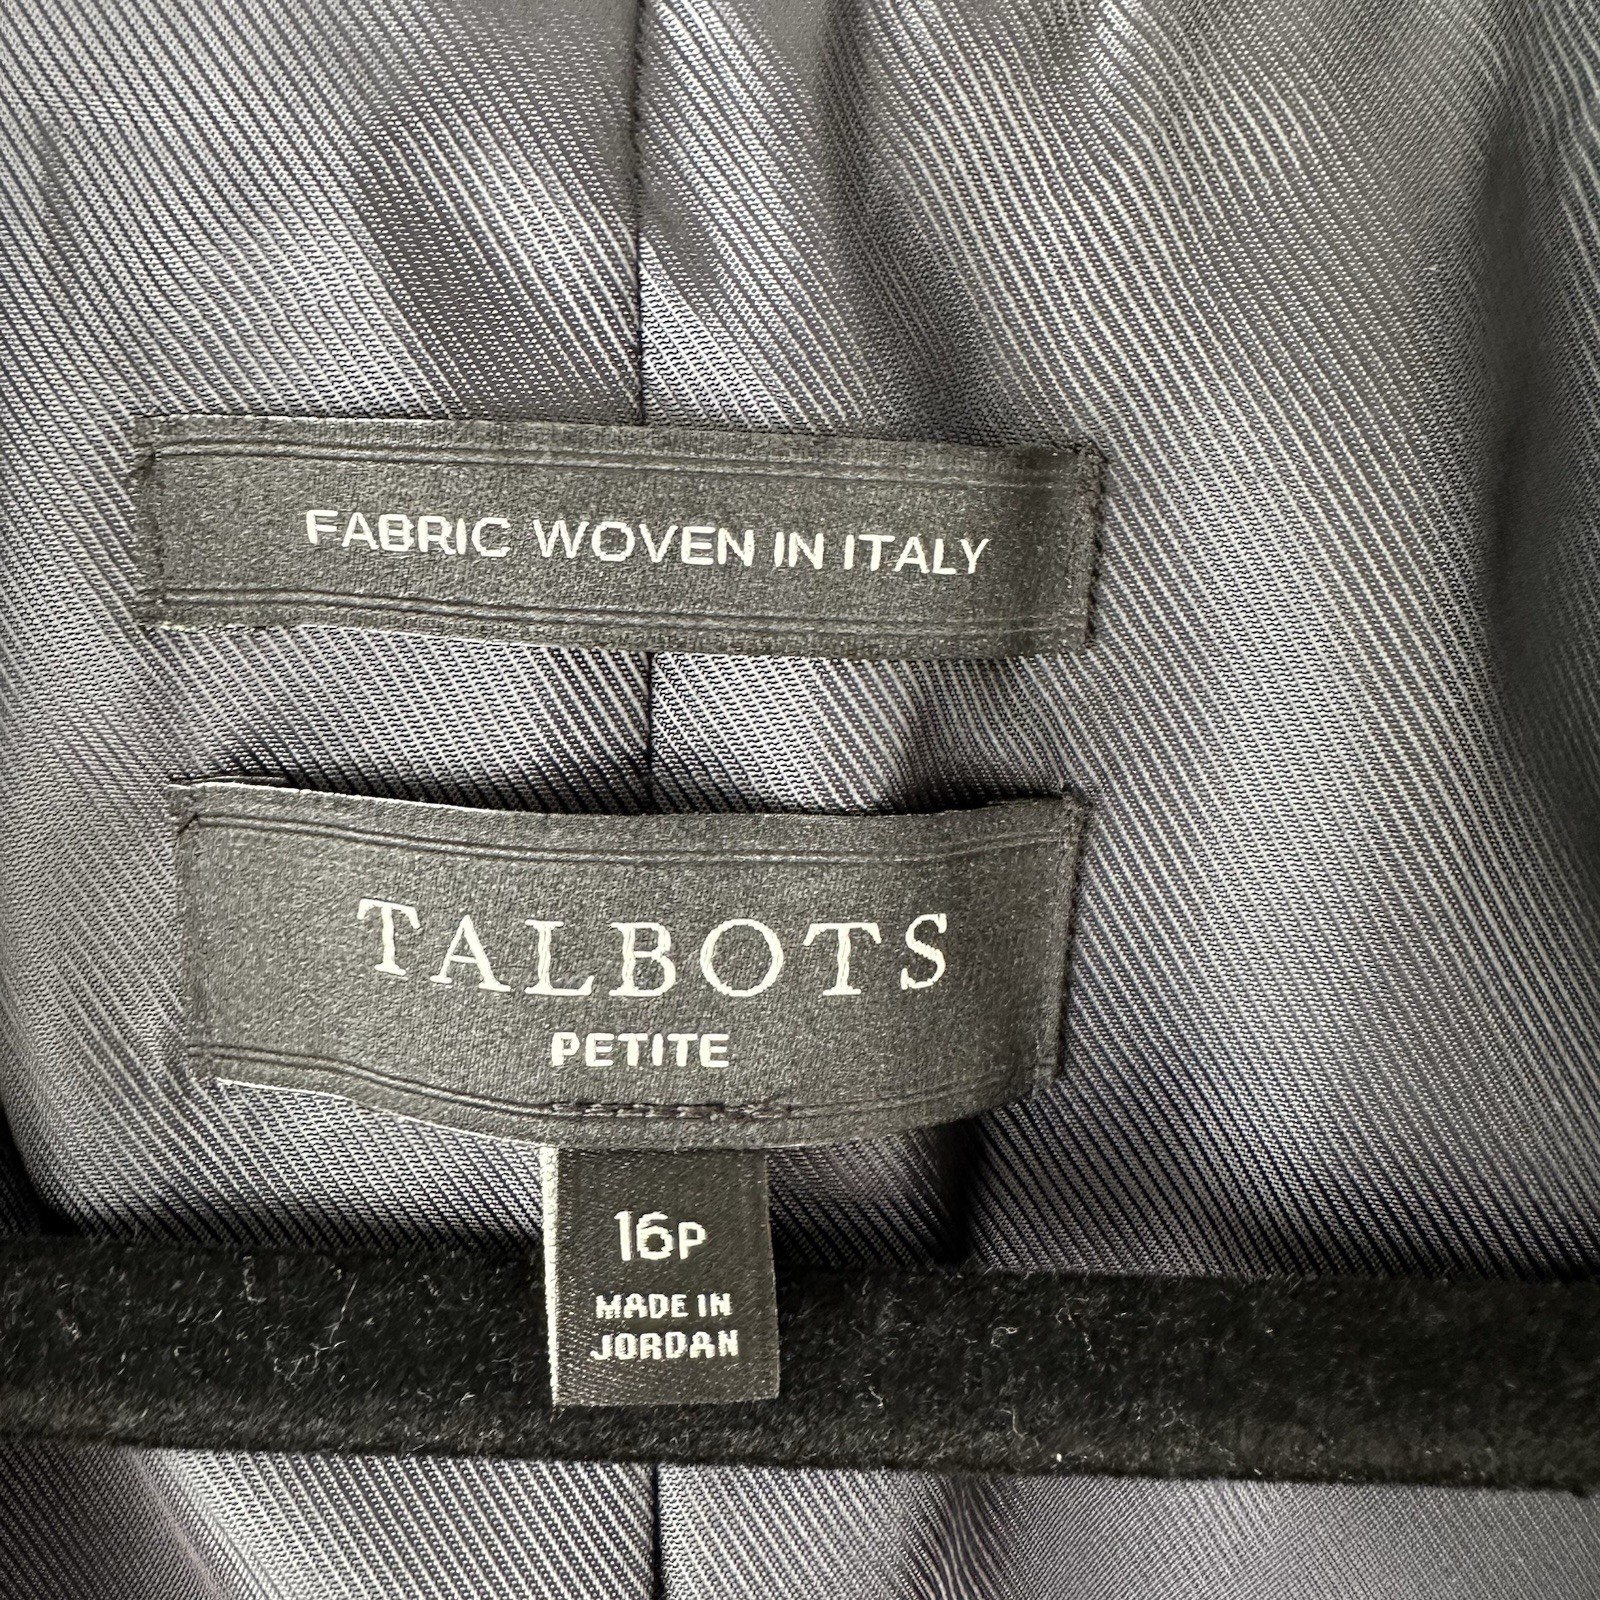 FABRIC WOVEN IN ITALY
TALBOTS
PETITE
16P
MADE IN
JORDAN